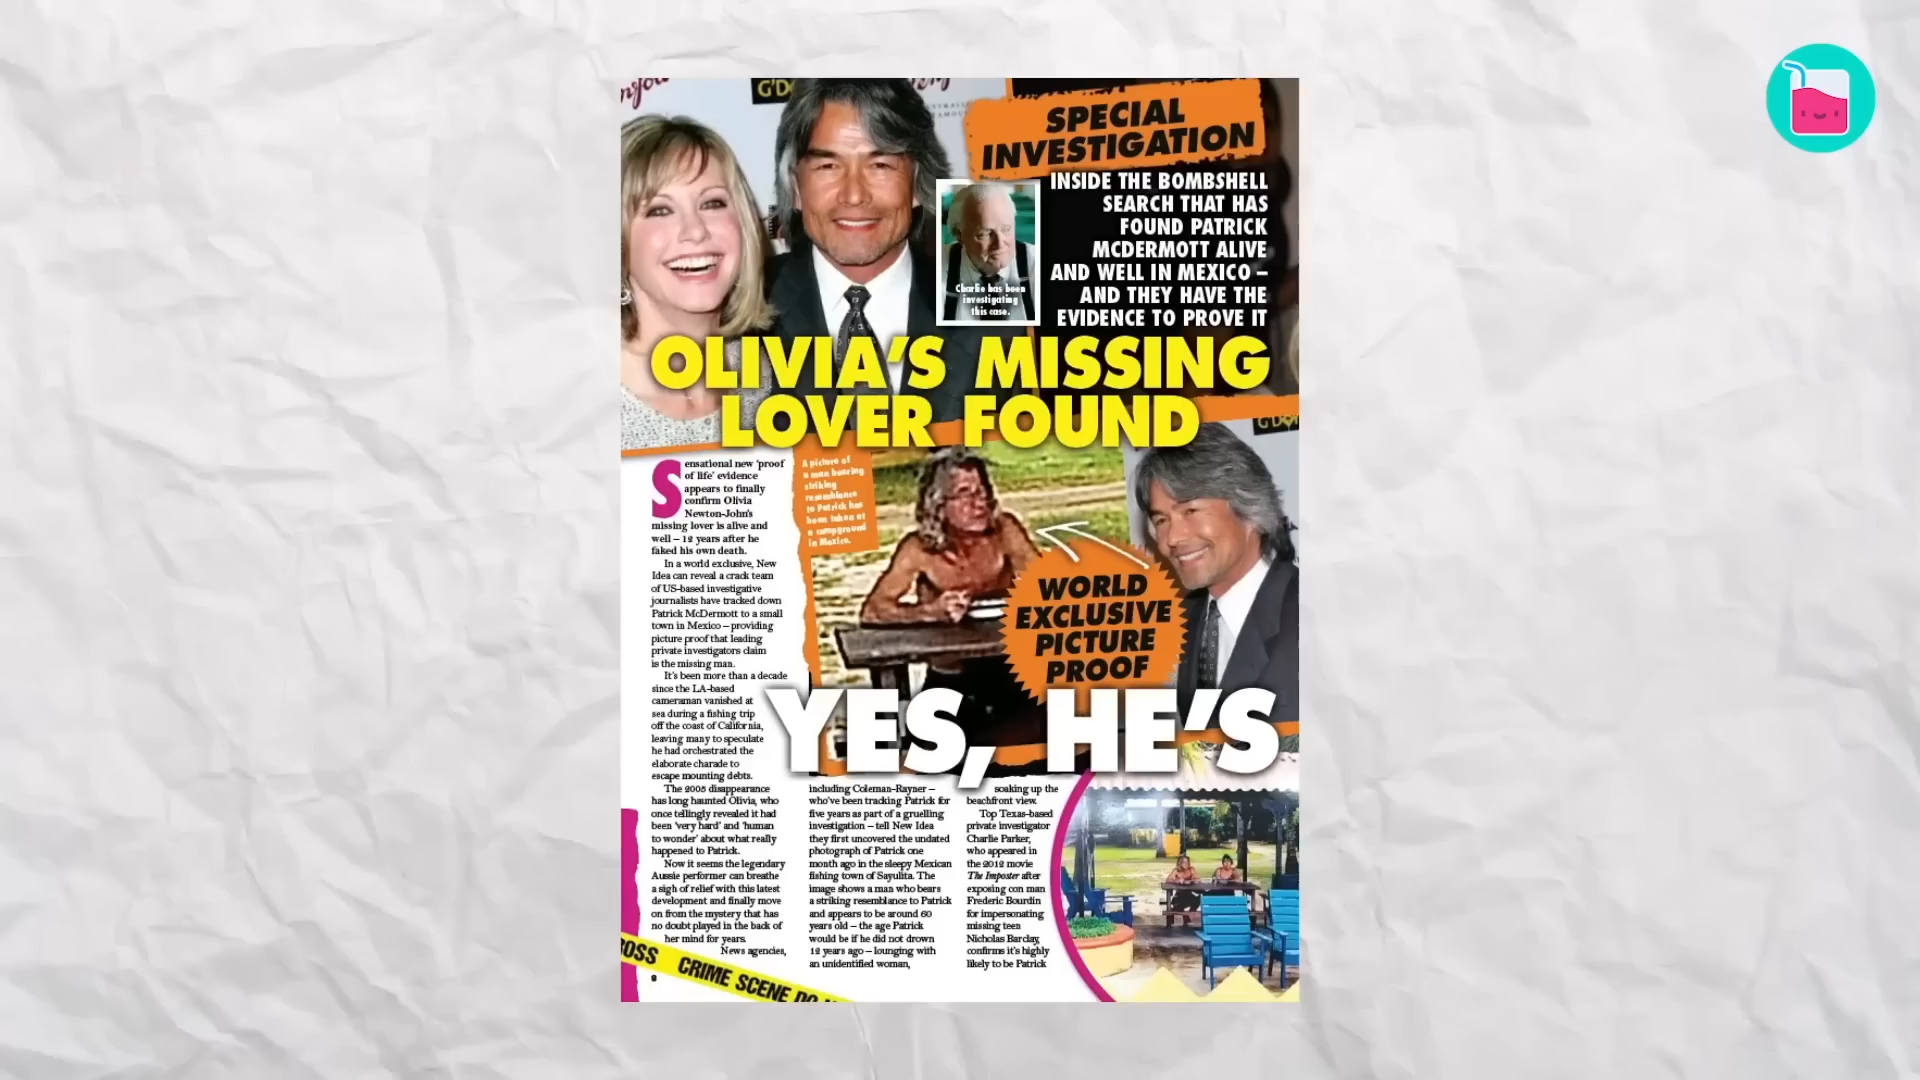 G'D
SPECIAL
INVESTIGATION
INSIDE THE BOMBSHELL
SEARCH THAT HAS
FOUND PATRICK
MCDERMOTT ALIVE
AND WELL IN MEXICO –
AND THEY HAVE THE
EVIDENCE TO PROVE IT
Charlie has been
investigating
this case.
OLIVIA'S MISSING
LOVER FOUND
Sensational new 'proof
of life' evidence
appears to finally
confirm Olivia
Newton-John's
missing lover is alive and
well – 12 years after he
faked his own death.
In a world exclusive, New
Idea can reveal a crack team
of US-based investigative
journalists have tracked down
Patrick McDermott to a small
town in Mexico – providing
picture proof that leading
private investigators claim
is the missing man.
It's been more than a decade
since the LA-based
cameraman vanished at
sea during a fishing trip
off the coast of California,
leaving many to speculate
he had orchestrated the
elaborate charade to
escape mounting debts.
The 2005 disappearance
has long haunted Olivia, who
once tellingly revealed it had
been 'very hard' and 'human
to wonder' about what really
happened to Patrick.
Now it seems the legendary
Aussie performer can breathe
a sigh of relief with this latest
development and finally move
on from the mystery that has
no doubt played in the back of
her mind for years.
News agencies,
A picture of
a man bearing
striking
resemblance
to Patrick has
been taken at
a campground
in Mexico.
WORLD
EXCLUSIVE
PICTURE
PROOF
YES, HE'S
including Coleman-Rayner –
who've been tracking Patrick for
five years as part of a gruelling
investigation – tell New Idea
they first uncovered the undated
photograph of Patrick one
month ago in the sleepy Mexican
fishing town of Sayulita. The
image shows a man who bears
a striking resemblance to Patrick
and appears to be around 60
years old – the age Patrick
would be if he did not drown
12 years ago – lounging with
an unidentified woman,
soaking up the
beachfront view.
Top Texas-based
private investigator
Charlie Parker,
who appeared in
the 2012 movie
The Imposter after
exposing con man
Frederic Bourdin
for impersonating
missing teen
Nicholas Barclay,
confirms it's highly
likely to be Patrick
OSS CRIME SCENE DO
8